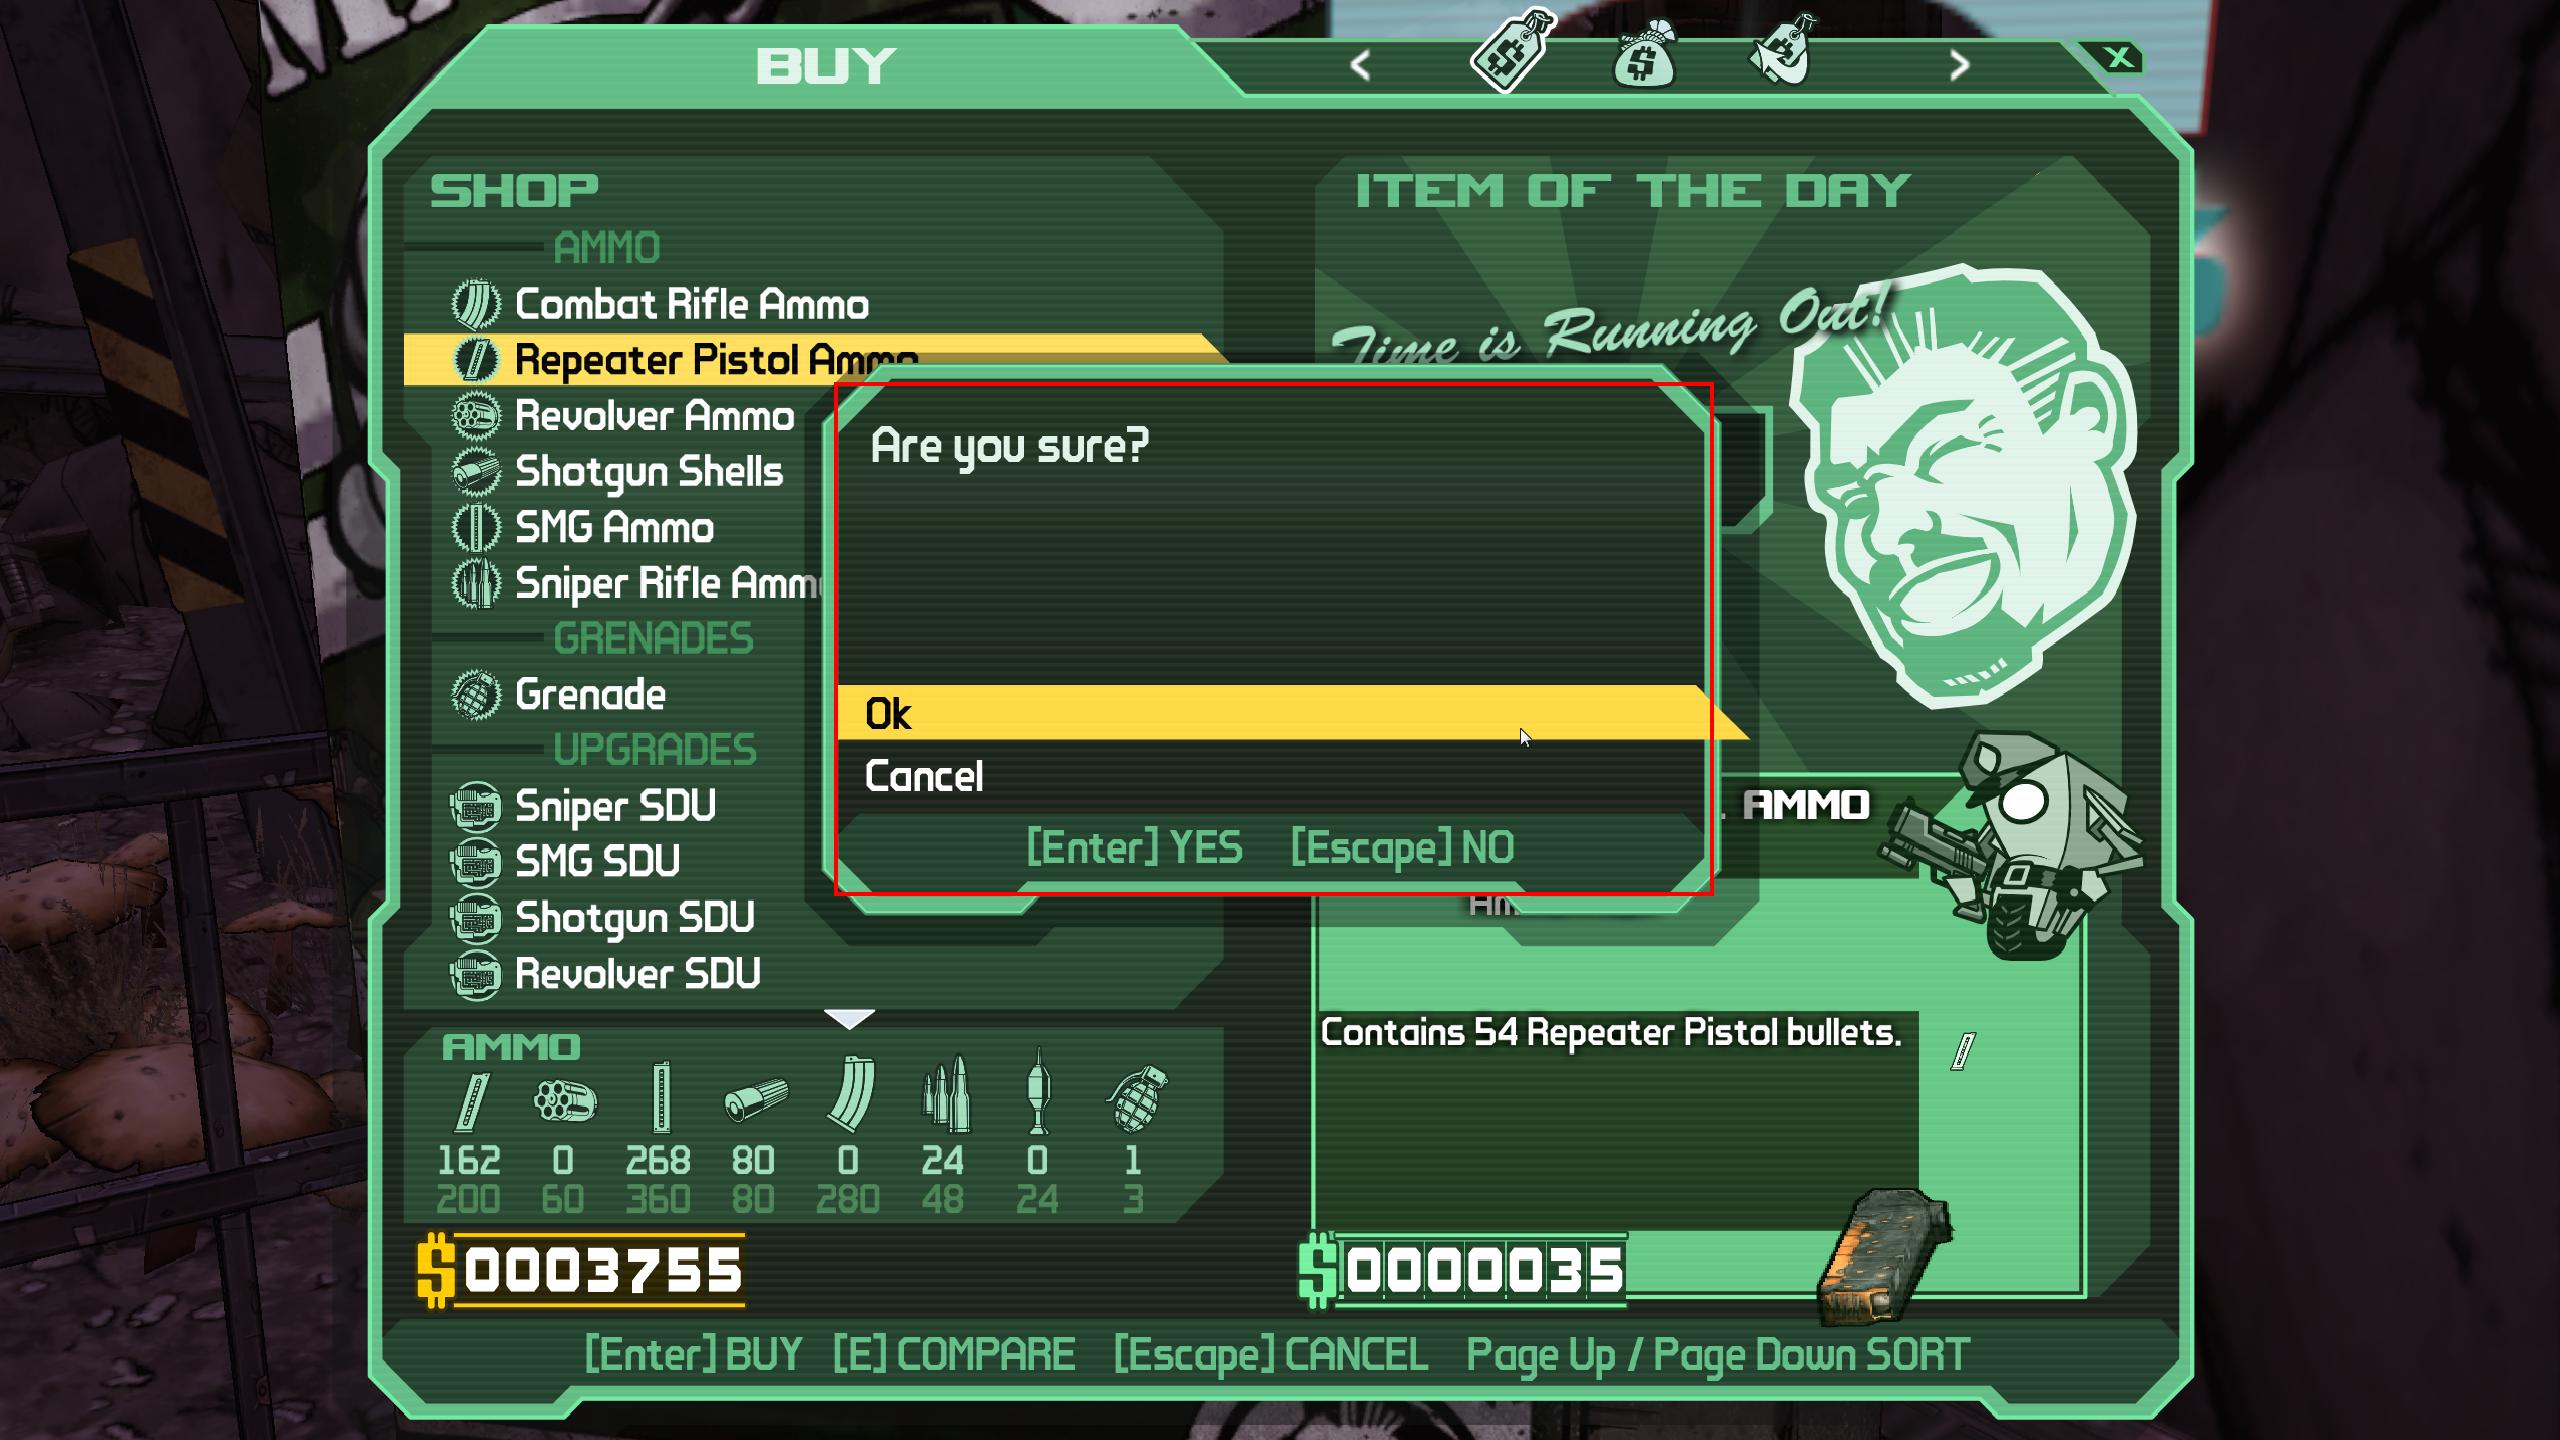 BUY
X
SHOP
AMMO
Combat Rifle Ammo
Repeater Pistol Ammo
Revolver Ammo
Shotgun Shells
SMG Ammo
Sniper Rifle Amm
GRENADES
Grenade
UPGRADES
Sniper SDU
SMG SDU
Shotgun SDU
Revolver SDU
AMMO
162 0 268 80 0 24 0 1
200 60 360 80 280 48 24 3
$0003755
ITEM OF THE DAY
Time is Running Out!
Are you sure?
Ok
Cancel
[Enter] YES [Escape] NO
AMMO
Contains 54 Repeater Pistol bullets.
$0000035
[Enter] BUY [E] COMPARE [Escape] CANCEL Page Up / Page Down SORT